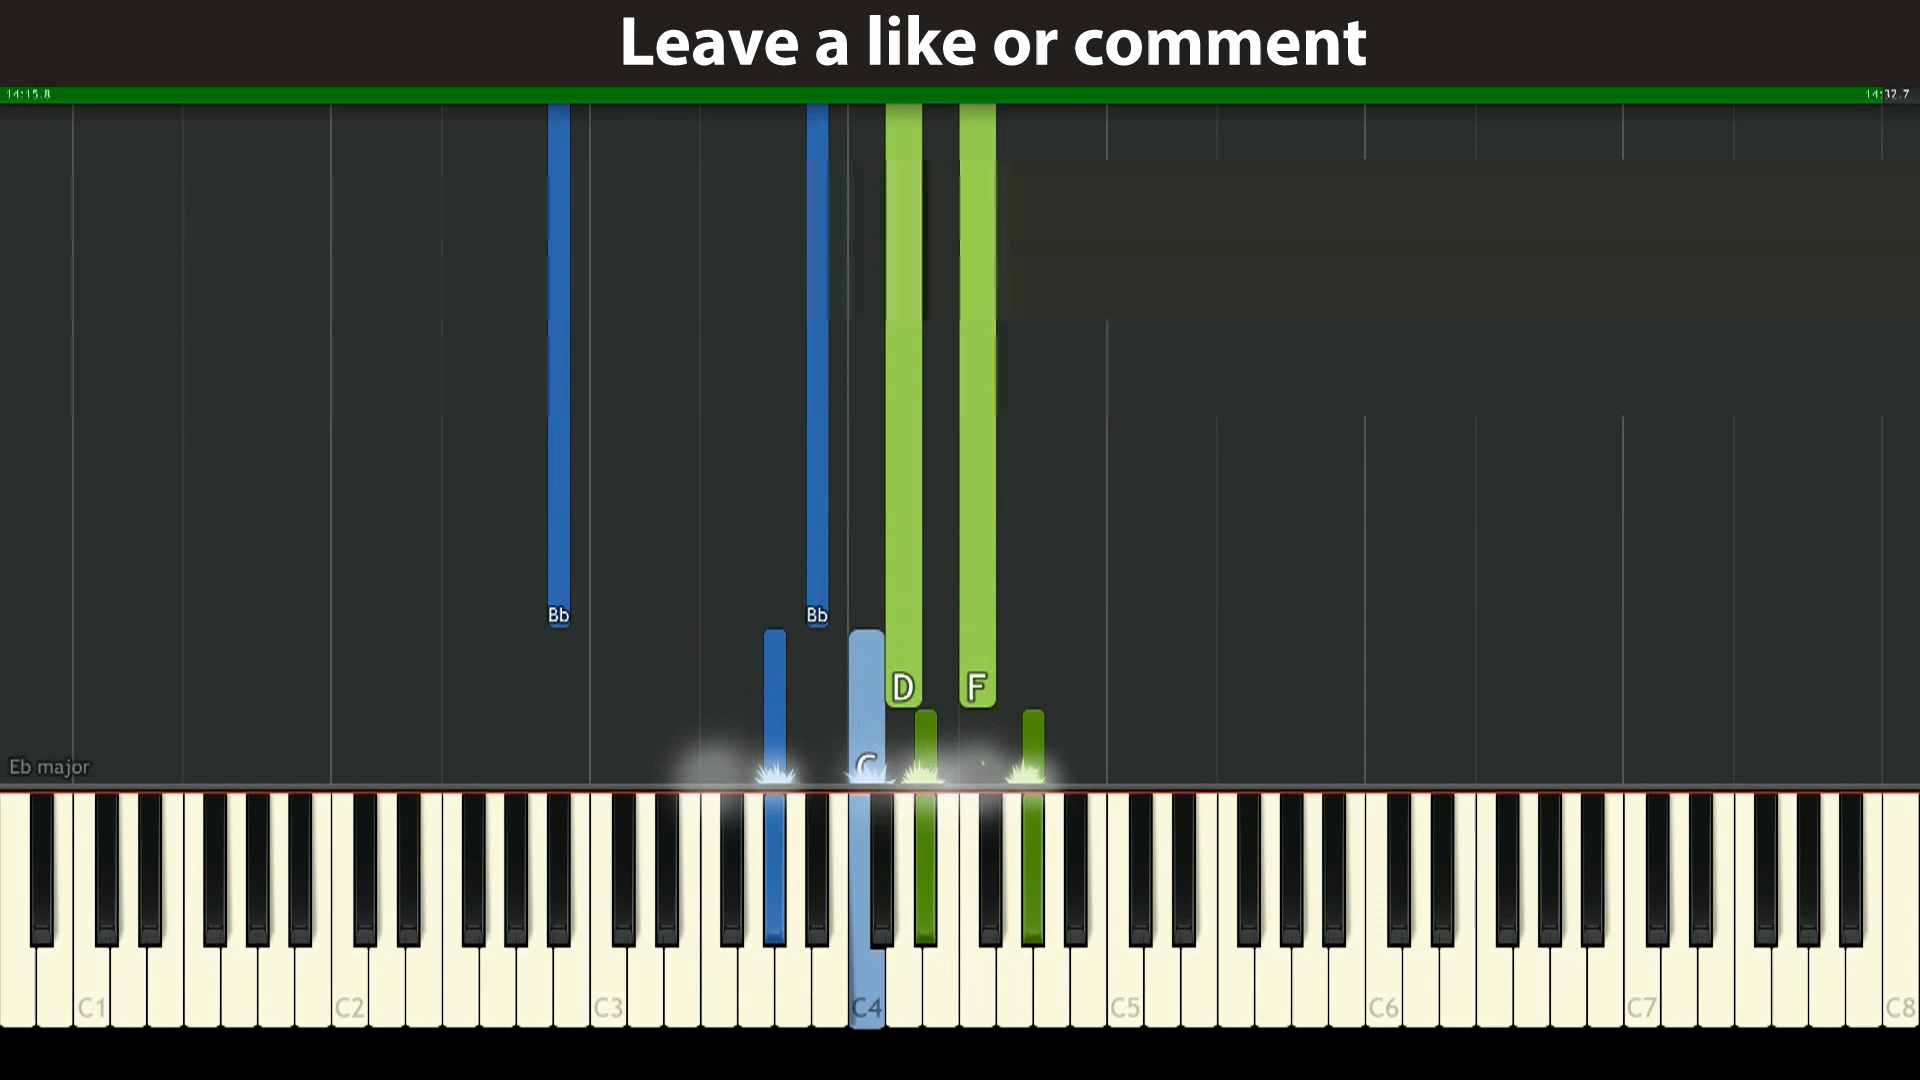 Leave a like or comment
14:15.8 14:32.7
Bb Bb
D F
Eb major C
C1 C2 C3 C4 C5 C6 C7 C8